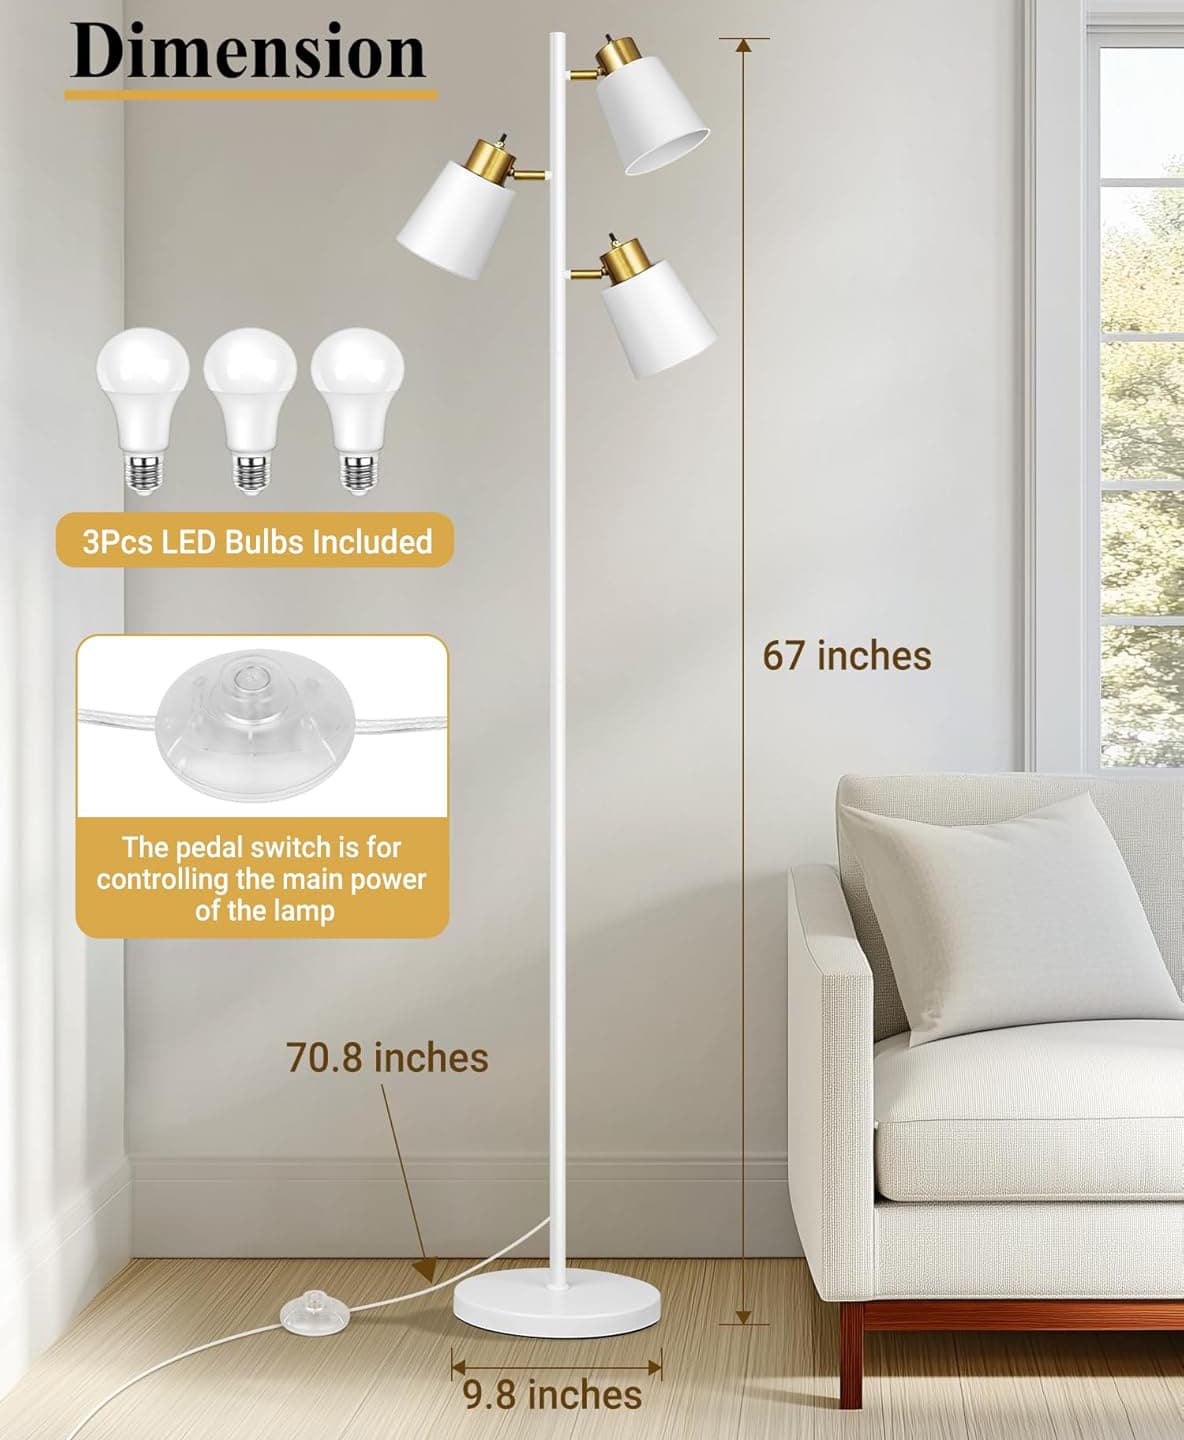 Dimension
3Pcs LED Bulbs Included
The pedal switch is for
controlling the main power
of the lamp
67 inches
70.8 inches
9.8 inches